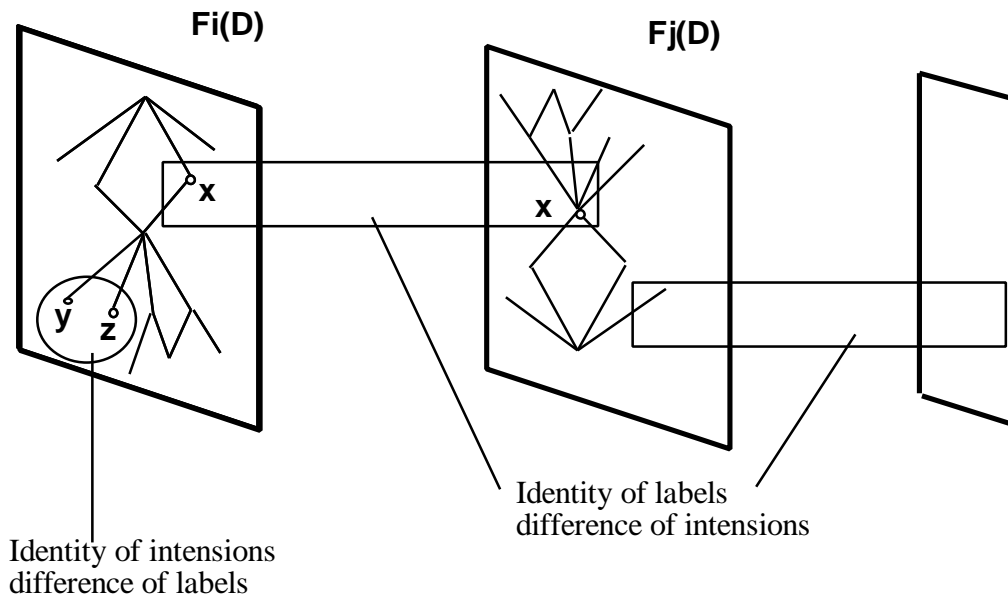 Fi(D)
Fj(D)
x
x
y
z
Identity of labels
difference of intensions
Identity of intensions
difference of labels